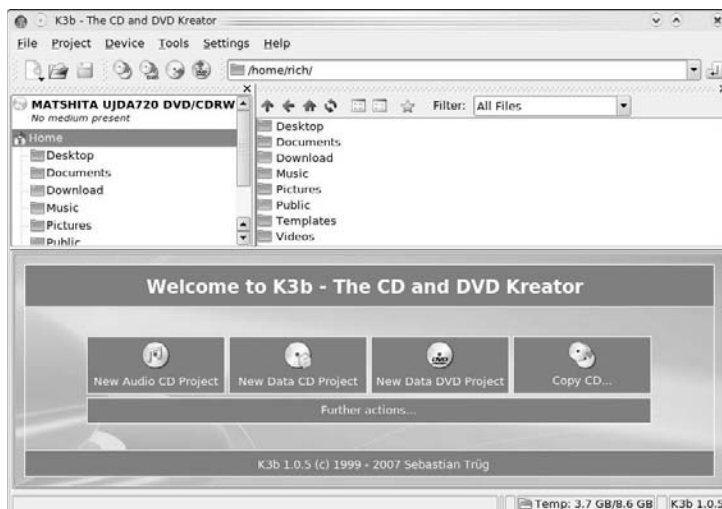 K3b - The CD and DVD Kreator
File Project Device Tools Settings Help
/home/rich/
MATSHITA UJDA720 DVD/CDRW
No medium present
Home
Desktop
Documents
Download
Music
Pictures
Public
Filter: All Files
Desktop
Documents
Download
Music
Pictures
Public
Templates
Videos
Welcome to K3b - The CD and DVD Kreator
New Audio CD Project
New Data CD Project
New Data DVD Project
Copy CD...
Further actions...
K3b 1.0.5 (c) 1999 - 2007 Sebastian Trüg
Temp: 3.7 GB/8.6 GB K3b 1.0.5